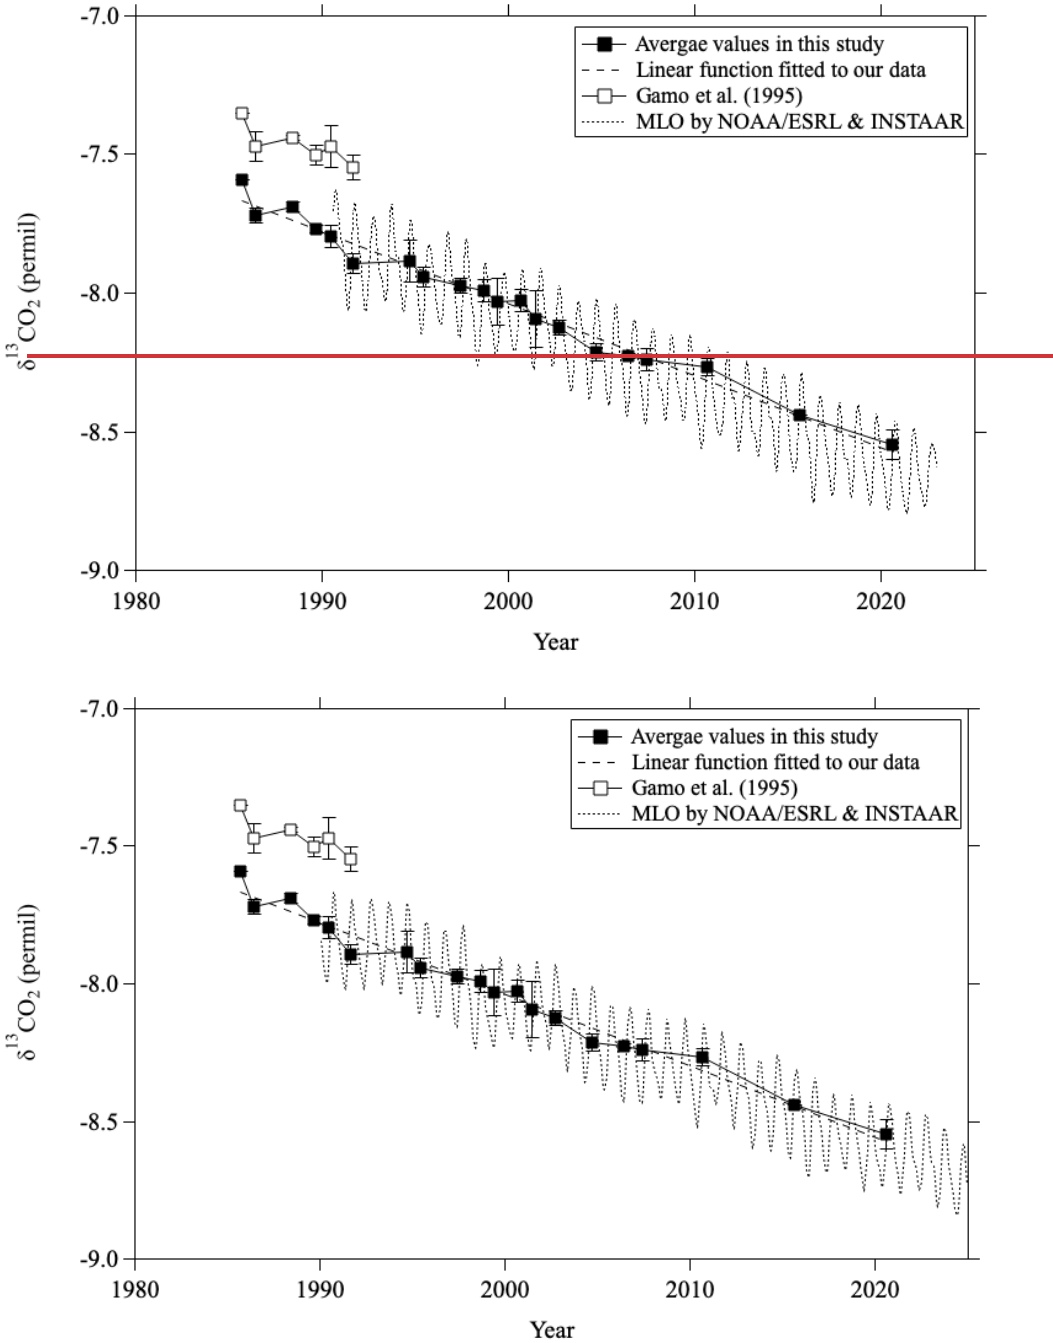 -7.0
Avergae values in this study
Linear function fitted to our data
Gamo et al. (1995)
MLO by NOAA/ESRL & INSTAAR
-7.5
-8.0
-8.5
-9.0
δ¹³CO₂ (permil)
1980 1990 2000 2010 2020
Year
-7.0
Avergae values in this study
Linear function fitted to our data
Gamo et al. (1995)
MLO by NOAA/ESRL & INSTAAR
-7.5
-8.0
-8.5
-9.0
δ¹³CO₂ (permil)
1980 1990 2000 2010 2020
Year